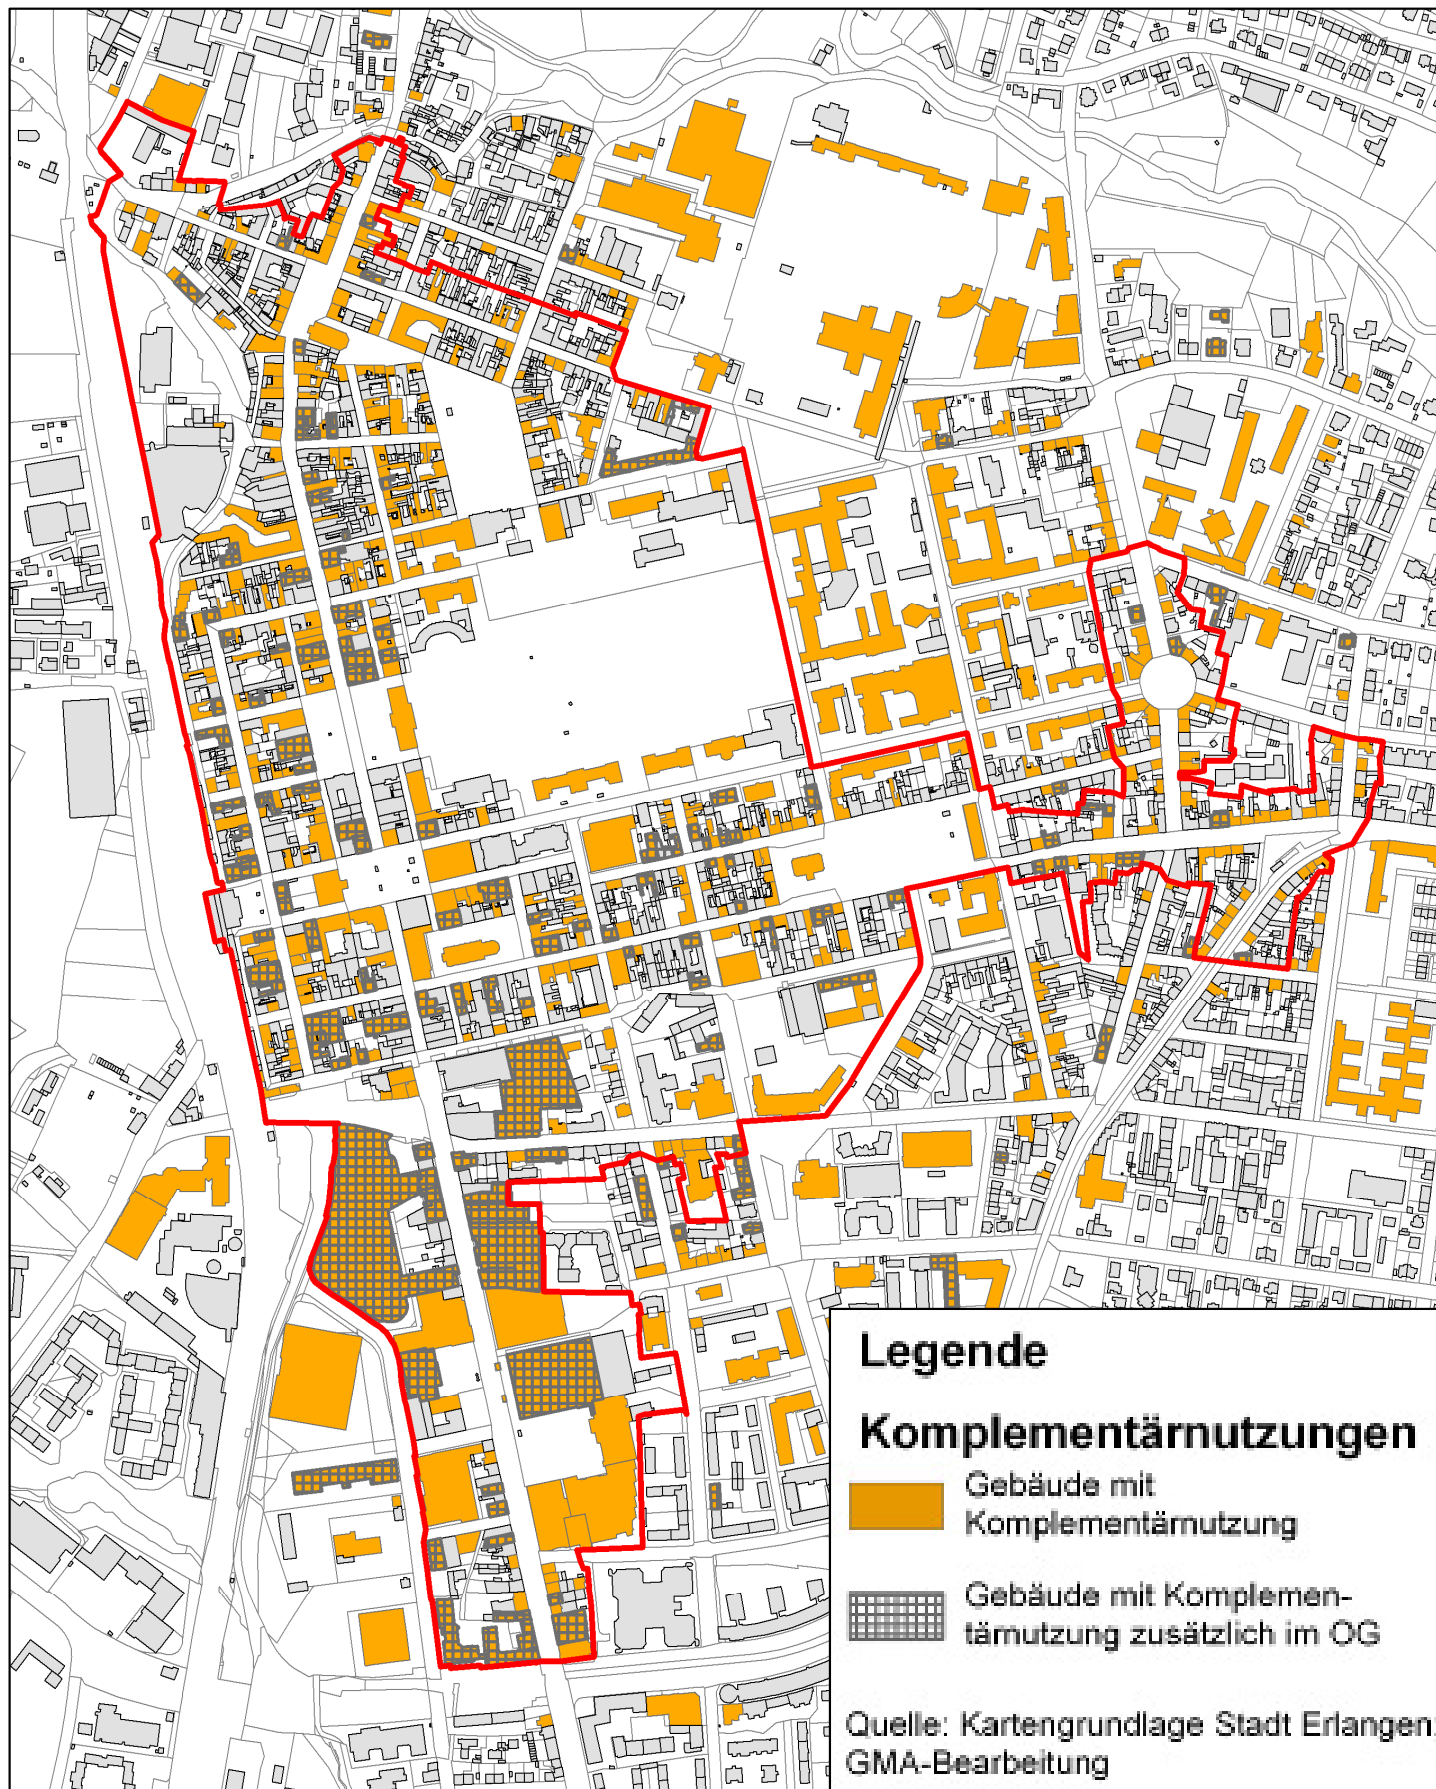 Legende
Komplementärnutzungen
Gebäude mit
Komplementärnutzung
Gebäude mit Komplemen-
tärnutzung zusätzlich im OG
Quelle: Kartengrundlage Stadt Erlangen;
GMA-Bearbeitung